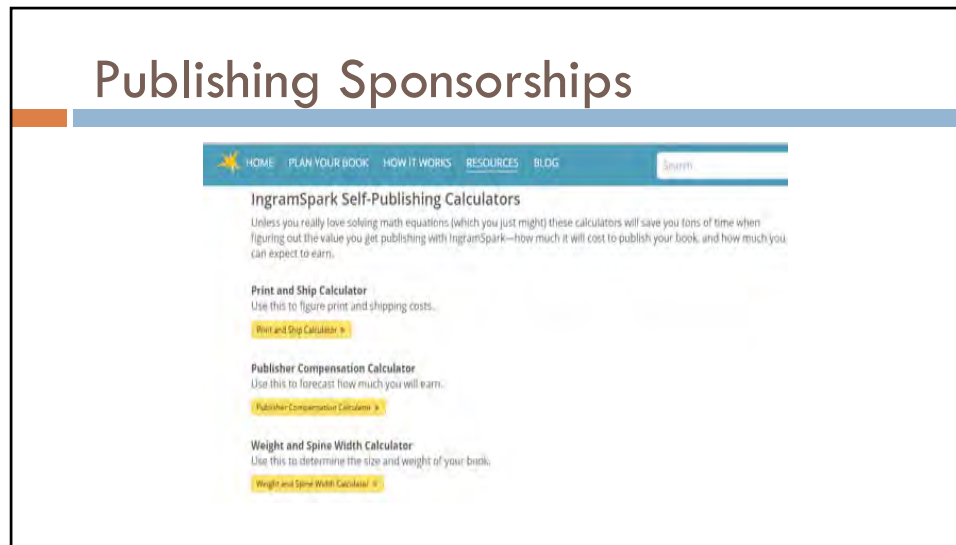 Publishing Sponsorships
HOME PLAN YOUR BOOK HOW IT WORKS RESOURCES BLOG Search
IngramSpark Self-Publishing Calculators
Unless you really love solving math equations (which you just might) these calculators will save you tons of time when
figuring out the value you get publishing with IngramSpark—how much it will cost to publish your book, and how much you
can expect to earn.
Print and Ship Calculator
Use this to figure print and shipping costs.
Print and Ship Calculator »
Publisher Compensation Calculator
Use this to forecast how much you will earn.
Publisher Compensation Calculator »
Weight and Spine Width Calculator
Use this to determine the size and weight of your book.
Weight and Spine Width Calculator »